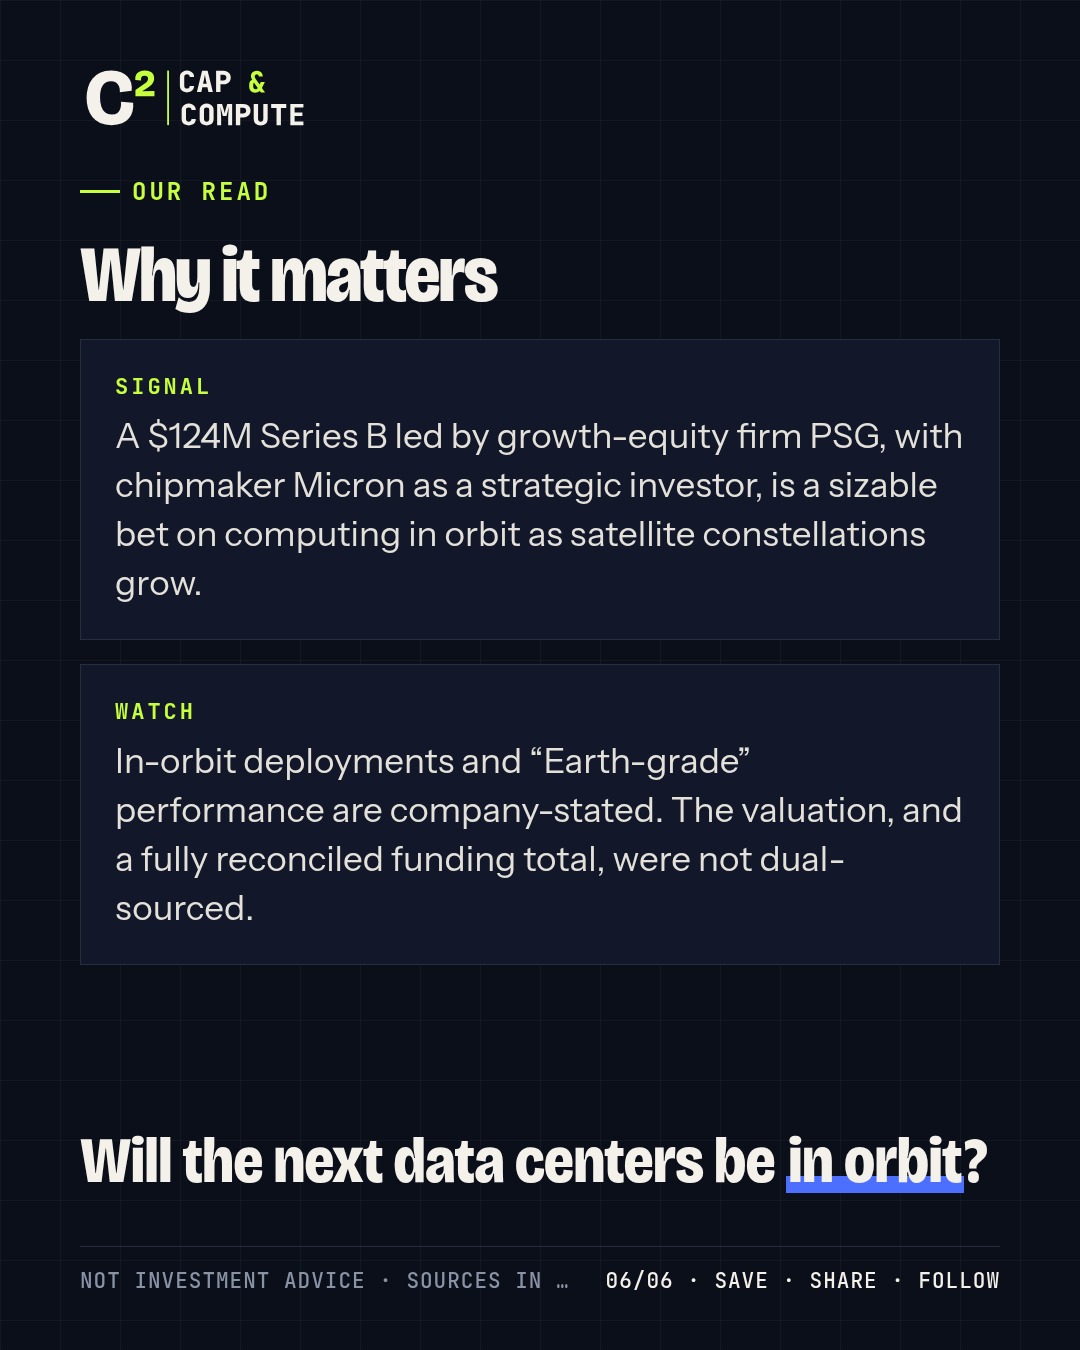 C²
CAP &
COMPUTE
OUR READ
Why it matters
SIGNAL
A $124M Series B led by growth-equity firm PSG, with
chipmaker Micron as a strategic investor, is a sizable
bet on computing in orbit as satellite constellations
grow.
WATCH
In-orbit deployments and “Earth-grade”
performance are company-stated. The valuation, and
a fully reconciled funding total, were not dual-
sourced.
Will the next data centers be in orbit?
NOT INVESTMENT ADVICE · SOURCES IN … 06/06 · SAVE · SHARE · FOLLOW